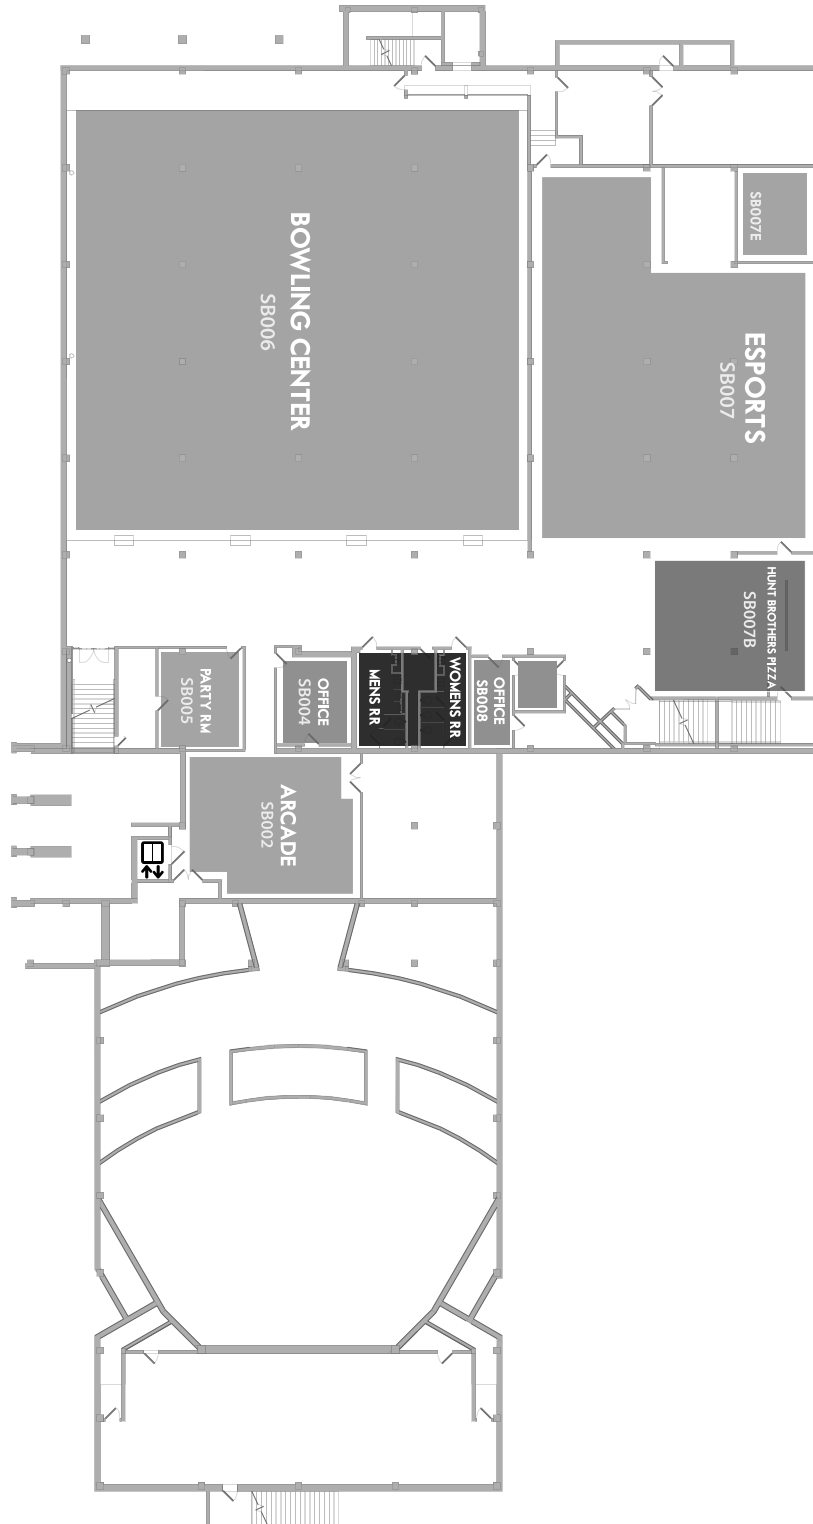 BOWLING CENTER
SB006
SB007E
ESPORTS
SB007
HUNT BROTHERS PIZZA
SB007B
PARTY RM
SB005
OFFICE
SB004
MENS RR
WOMENS RR
OFFICE
SB008
ARCADE
SB002